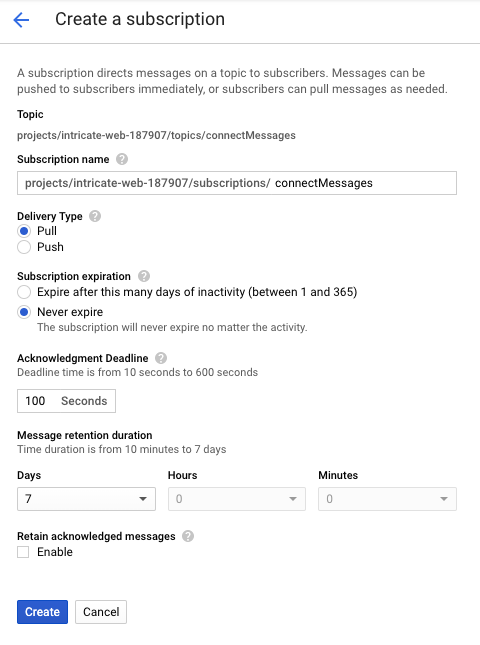 Create a subscription
A subscription directs messages on a topic to subscribers. Messages can be
pushed to subscribers immediately, or subscribers can pull messages as needed.
Topic
projects/intricate-web-187907/topics/connectMessages
Subscription name ?
projects/intricate-web-187907/subscriptions/ connectMessages
Delivery Type ?
Pull
Push
Subscription expiration ?
Expire after this many days of inactivity (between 1 and 365)
Never expire
The subscription will never expire no matter the activity.
Acknowledgment Deadline ?
Deadline time is from 10 seconds to 600 seconds
100 Seconds
Message retention duration
Time duration is from 10 minutes to 7 days
Days Hours Minutes
7 0 0
Retain acknowledged messages ?
Enable
Create Cancel